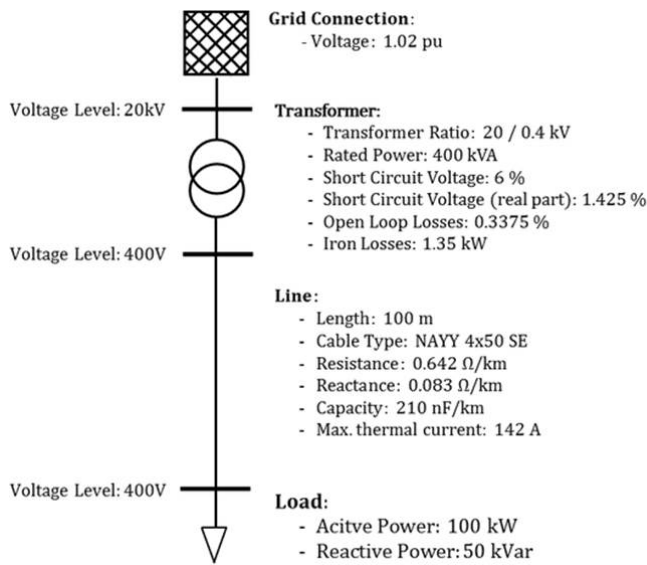 Grid Connection:
- Voltage: 1.02 pu
Voltage Level: 20kV
Transformer:
- Transformer Ratio: 20 / 0.4 kV
- Rated Power: 400 kVA
- Short Circuit Voltage: 6 %
- Short Circuit Voltage (real part): 1.425 %
- Open Loop Losses: 0.3375 %
- Iron Losses: 1.35 kW
Voltage Level: 400V
Line:
- Length: 100 m
- Cable Type: NAYY 4x50 SE
- Resistance: 0.642 Ω/km
- Reactance: 0.083 Ω/km
- Capacity: 210 nF/km
- Max. thermal current: 142 A
Voltage Level: 400V
Load:
- Acitve Power: 100 kW
- Reactive Power: 50 kVar